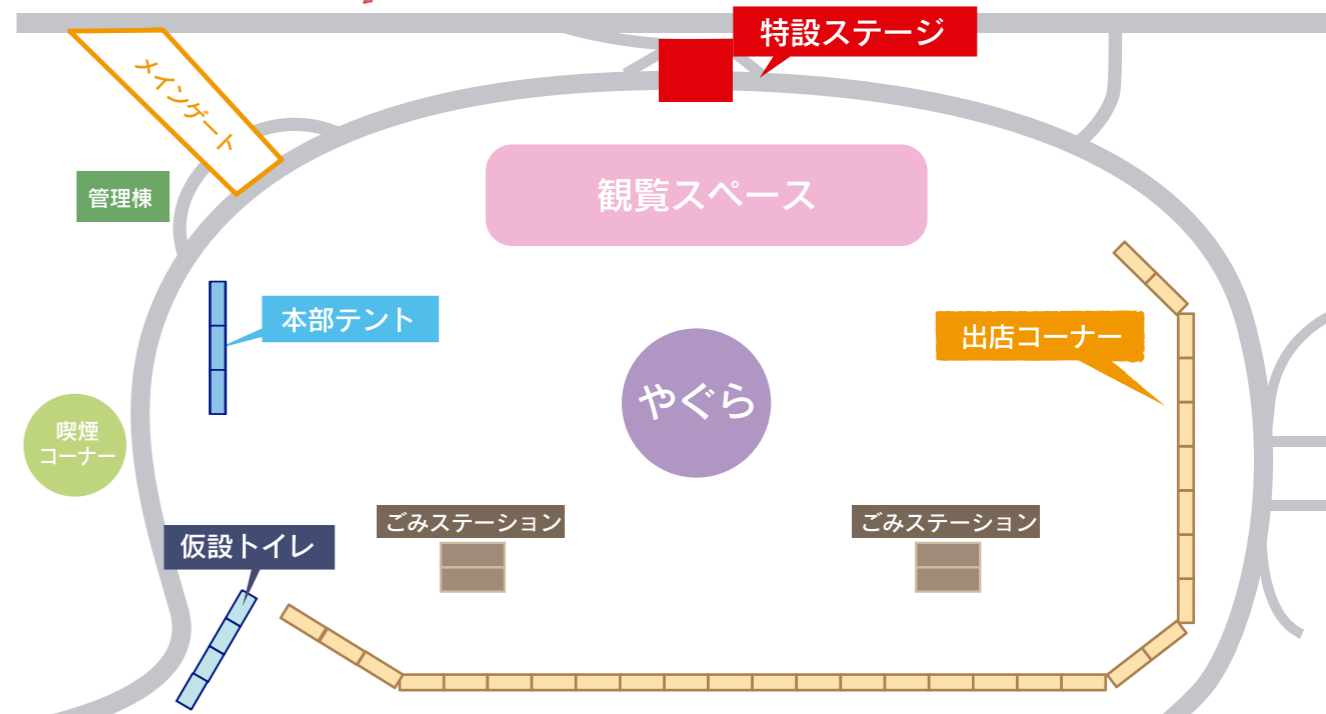 特設ステージ
メインゲート
観覧スペース
管理棟
本部テント
出店コーナー
やぐら
喫煙
コーナー
ごみステーション
ごみステーション
仮設トイレ